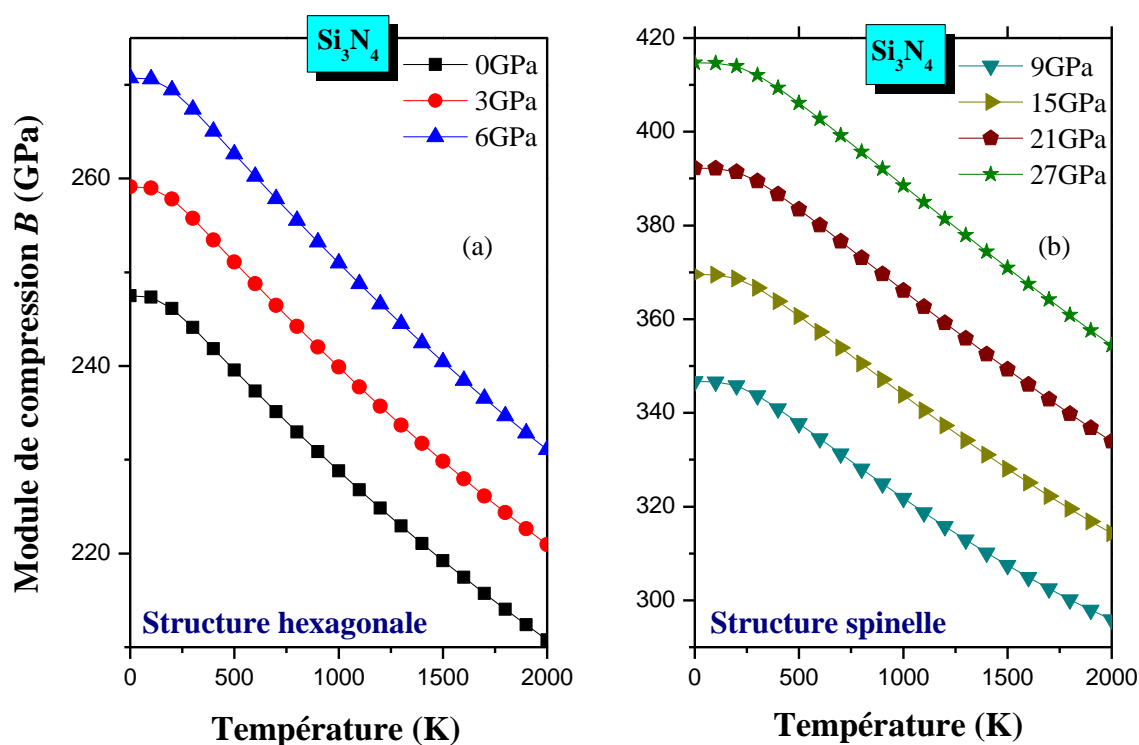 Si₃N₄
0GPa
3GPa
6GPa
260
240
220
(a)
Structure hexagonale
0 500 1000 1500 2000
Température (K)
Module de compression B (GPa)
Si₃N₄
9GPa
15GPa
21GPa
27GPa
420
400
380
360
340
320
300
(b)
Structure spinelle
0 500 1000 1500 2000
Température (K)